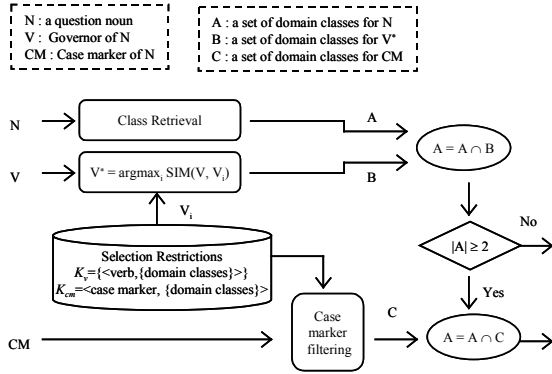 N : a question noun
V : Governor of N
CM : Case marker of N
A : a set of domain classes for N
B : a set of domain classes for V*
C : a set of domain classes for CM
N
Class Retrieval
A
A = A ∩ B
V
V* = argmaxᵢ SIM(V, Vᵢ)
B
Vᵢ
No
|A| ≥ 2
Selection Restrictions
Kᵥ={<verb,{domain classes}>}
K_cm=<case marker, {domain classes}>
Yes
CM
Case
marker
filtering
C
A = A ∩ C